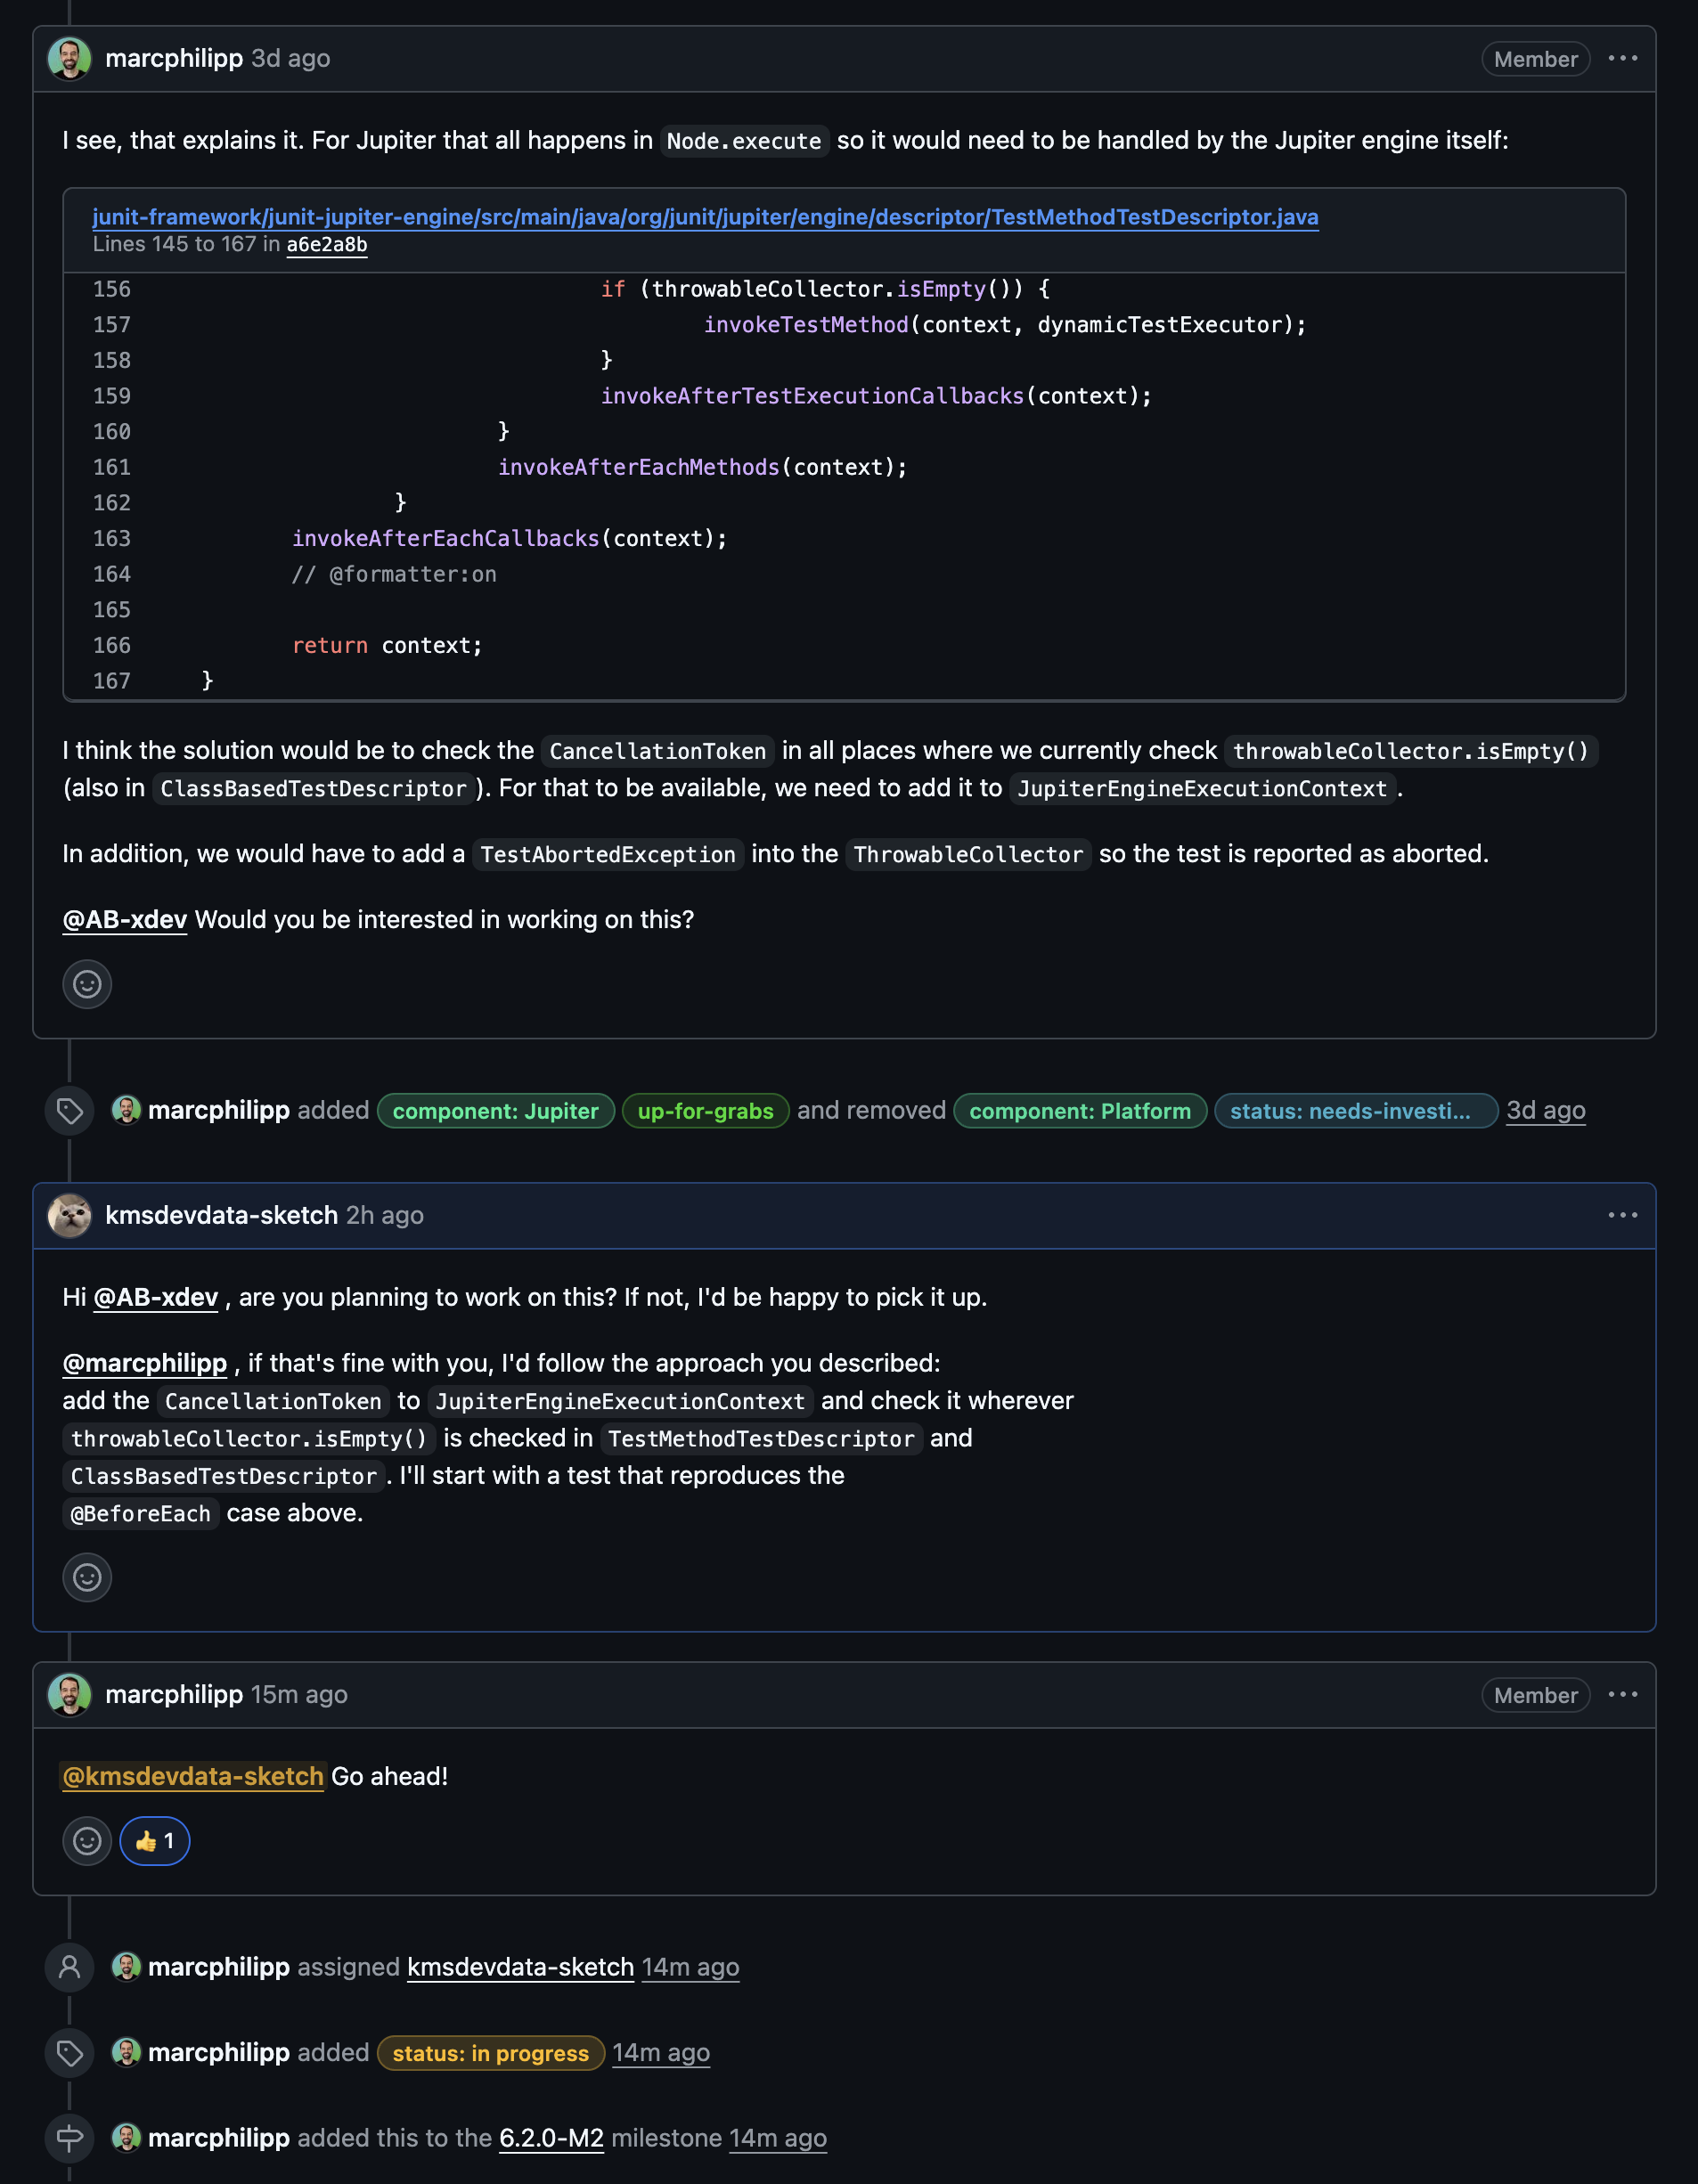 marcphilipp 3d ago Member
I see, that explains it. For Jupiter that all happens in Node.execute so it would need to be handled by the Jupiter engine itself:
junit-framework/junit-jupiter-engine/src/main/java/org/junit/jupiter/engine/descriptor/TestMethodTestDescriptor.java
Lines 145 to 167 in a6e2a8b
156 if (throwableCollector.isEmpty()) {
157 invokeTestMethod(context, dynamicTestExecutor);
158 }
159 invokeAfterTestExecutionCallbacks(context);
160 }
161 invokeAfterEachMethods(context);
162 }
163 invokeAfterEachCallbacks(context);
164 // @formatter:on
165
166 return context;
167 }
I think the solution would be to check the CancellationToken in all places where we currently check throwableCollector.isEmpty()
(also in ClassBasedTestDescriptor). For that to be available, we need to add it to JupiterEngineExecutionContext.
In addition, we would have to add a TestAbortedException into the ThrowableCollector so the test is reported as aborted.
@AB-xdev Would you be interested in working on this?
marcphilipp added component: Jupiter up-for-grabs and removed component: Platform status: needs-investi... 3d ago
kmsdevdata-sketch 2h ago
Hi @AB-xdev , are you planning to work on this? If not, I'd be happy to pick it up.
@marcphilipp , if that's fine with you, I'd follow the approach you described:
add the CancellationToken to JupiterEngineExecutionContext and check it wherever
throwableCollector.isEmpty() is checked in TestMethodTestDescriptor and
ClassBasedTestDescriptor. I'll start with a test that reproduces the
@BeforeEach case above.
marcphilipp 15m ago Member
@kmsdevdata-sketch Go ahead!
👍 1
marcphilipp assigned kmsdevdata-sketch 14m ago
marcphilipp added status: in progress 14m ago
marcphilipp added this to the 6.2.0-M2 milestone 14m ago